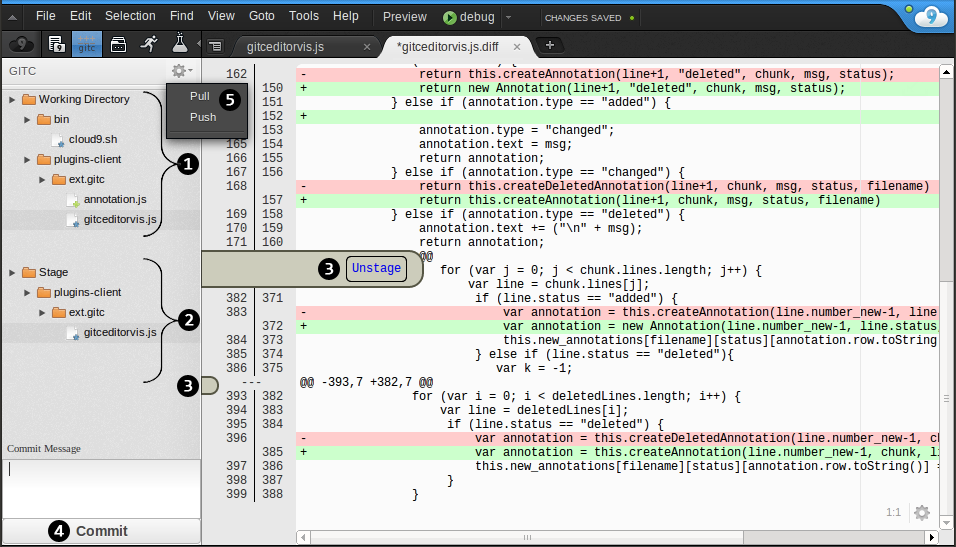 File Edit Selection Find View Goto Tools Help Preview debug CHANGES SAVED
gitc gitceditorvis.js × *gitceditorvis.js.diff × +
GITC
Pull
5
Push
Working Directory
bin
cloud9.sh
plugins-client
1
ext.gitc
annotation.js
gitceditorvis.js
Stage
plugins-client
ext.gitc
2
gitceditorvis.js
3
Commit Message
4 Commit
162 - return this.createAnnotation(line+1, "deleted", chunk, msg, status);
150 + return new Annotation(line+1, "deleted", chunk, msg, status);
151 } else if (annotation.type == "added") {
152 +
153 annotation.type = "changed";
165 154 annotation.text = msg;
166 155 return annotation;
167 156 } else if (annotation.type == "changed") {
168 - return this.createDeletedAnnotation(line+1, chunk, msg, status, filename)
157 + return this.createAnnotation(line+1, chunk, msg, status, filename)
169 158 } else if (annotation.type == "deleted") {
170 159 annotation.text += ("\n" + msg);
171 160 return annotation;
3 Unstage @@
for (var j = 0; j < chunk.lines.length; j++) {
var line = chunk.lines[j];
382 371 if (line.status == "added") {
383 - var annotation = this.createAnnotation(line.number_new-1, line
372 + var annotation = new Annotation(line.number_new-1, line.status,
384 373 this.new_annotations[filename][status][annotation.row.toString
385 374 } else if (line.status == "deleted"){
386 375 var k = -1;
--- @@ -393,7 +382,7 @@
393 382 for (var i = 0; i < deletedLines.length; i++) {
394 383 var line = deletedLines[i];
395 384 if (line.status == "deleted") {
396 - var annotation = this.createDeletedAnnotation(line.number_new-1, ch
385 + var annotation = this.createAnnotation(line.number_new-1, chunk, li
397 386 this.new_annotations[filename][status][annotation.row.toString()] =
398 387 }
399 388 }
1:1